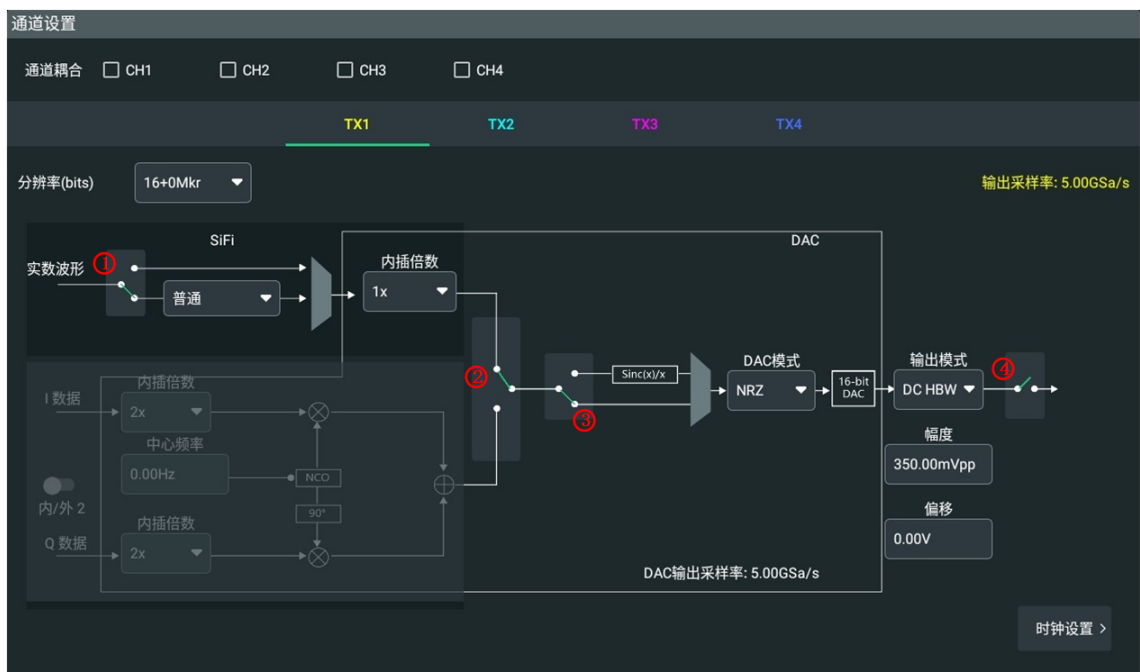 通道设置
通道耦合 CH1 CH2 CH3 CH4
TX1 TX2 TX3 TX4
分辨率(bits) 16+0Mkr 输出采样率: 5.00GSa/s
SiFi DAC
实数波形 ① 普通
内插倍数
1x
I 数据
内插倍数
2x
中心频率
0.00Hz
内/外 2
NCO
90°
Q 数据
内插倍数
2x
②
③
Sinc(x)/x
DAC模式
NRZ
16-bit
DAC
输出模式
DC HBW
④
幅度
350.00mVpp
偏移
0.00V
DAC输出采样率: 5.00GSa/s
时钟设置 >